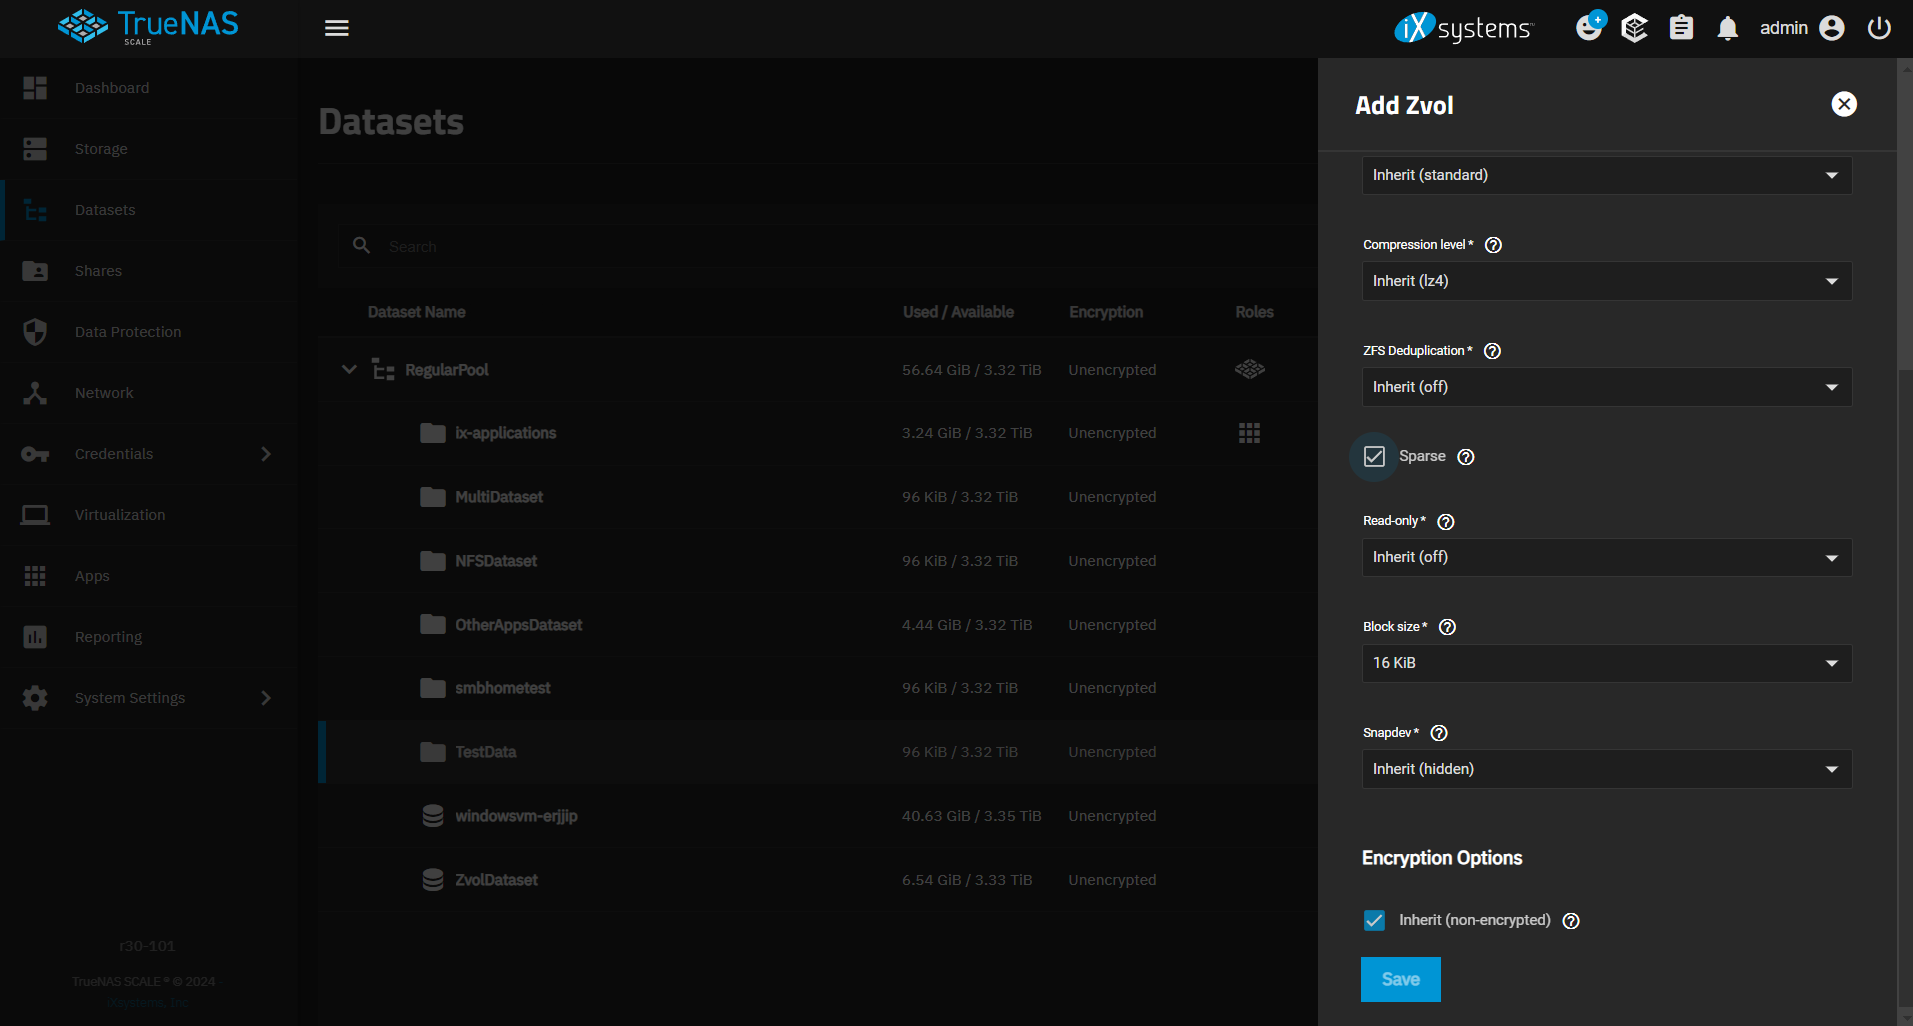 TrueNAS
SCALE
iXsystems™
admin
Dashboard
Storage
Datasets
Shares
Data Protection
Network
Credentials
Virtualization
Apps
Reporting
System Settings
r30-101
TrueNAS SCALE ® © 2024
iXsystems, Inc
Datasets
Search
Dataset Name Used / Available Encryption Roles
RegularPool 56.64 GiB / 3.32 TiB Unencrypted
ix-applications 3.24 GiB / 3.32 TiB Unencrypted
MultiDataset 96 KiB / 3.32 TiB Unencrypted
NFSDataset 96 KiB / 3.32 TiB Unencrypted
OtherAppsDataset 4.44 GiB / 3.32 TiB Unencrypted
smbhometest 96 KiB / 3.32 TiB Unencrypted
TestData 96 KiB / 3.32 TiB Unencrypted
windowsvm-erjjip 40.63 GiB / 3.35 TiB Unencrypted
ZvolDataset 6.54 GiB / 3.33 TiB Unencrypted
Add Zvol
Inherit (standard)
Compression level *
Inherit (lz4)
ZFS Deduplication *
Inherit (off)
Sparse
Read-only *
Inherit (off)
Block size *
16 KiB
Snapdev *
Inherit (hidden)
Encryption Options
Inherit (non-encrypted)
Save